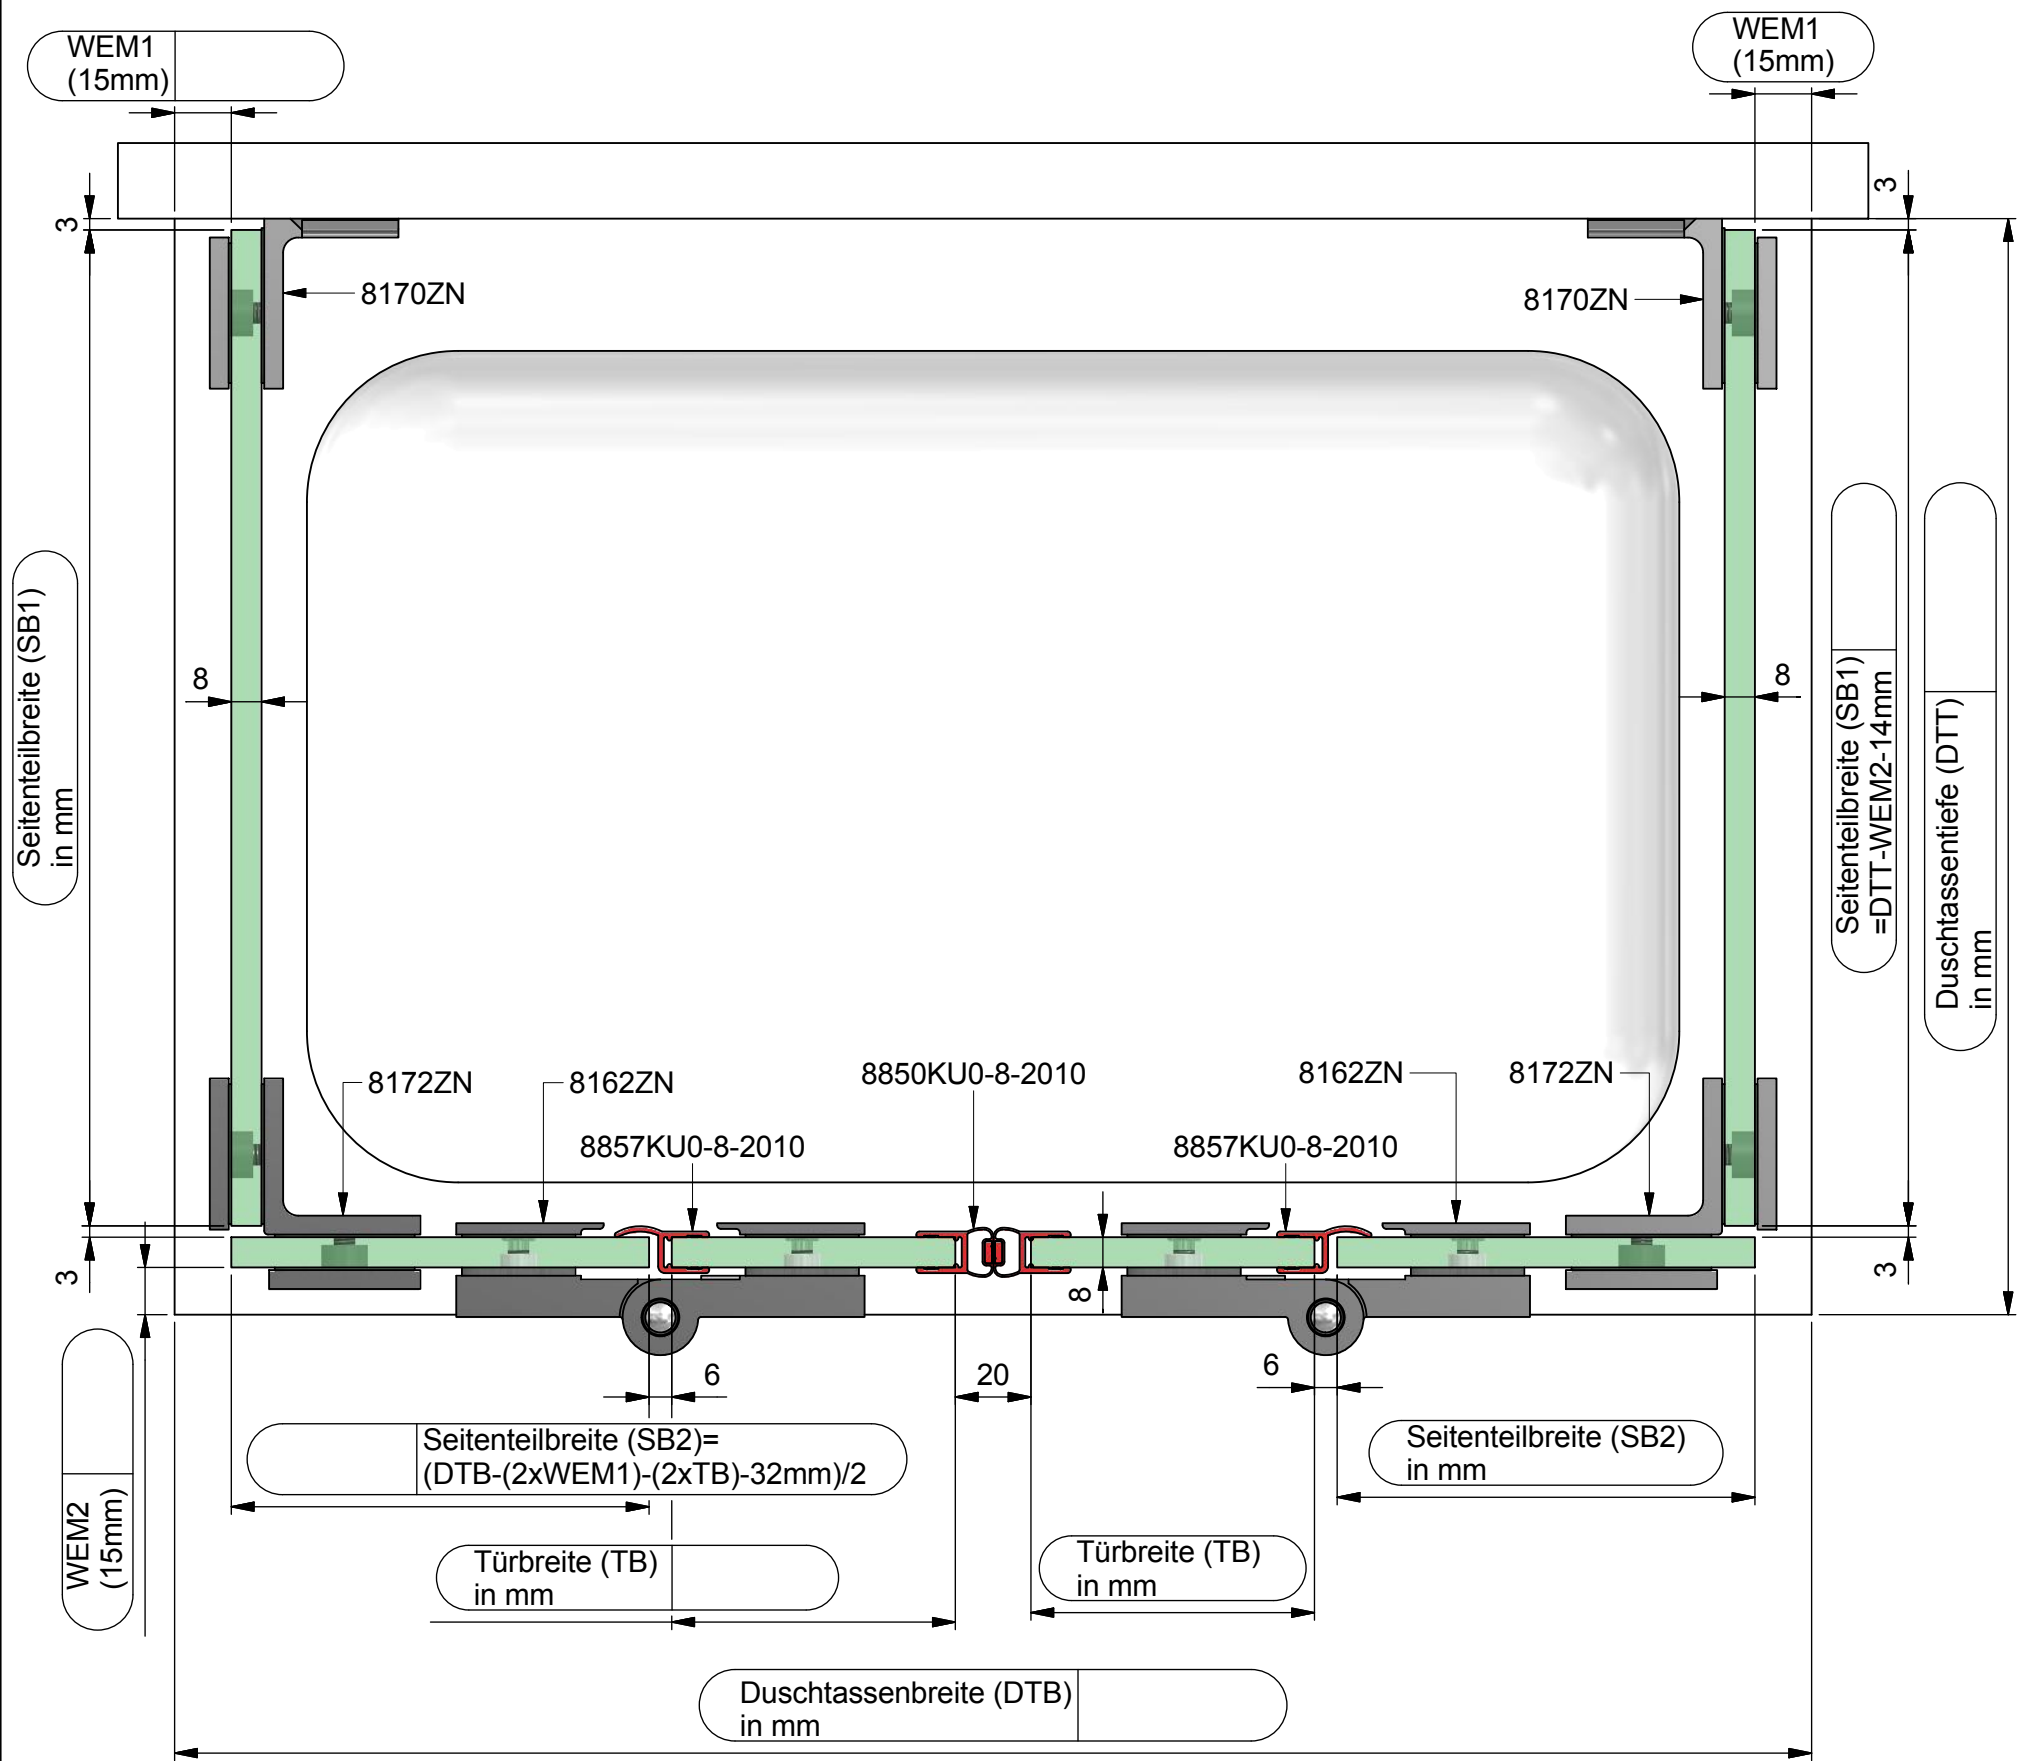 WEM1
(15mm)
WEM1
(15mm)
3
3
8170ZN
8170ZN
Seitenteilbreite (SB1)
in mm
8
8
Seitenteilbreite (SB1)
=DTT-WEM2-14mm
Duschtassentiefe (DTT)
in mm
8172ZN
8162ZN
8850KU0-8-2010
8162ZN
8172ZN
8857KU0-8-2010
8857KU0-8-2010
3
8
3
WEM2
(15mm)
6
20
6
Seitenteilbreite (SB2)=
(DTB-(2xWEM1)-(2xTB)-32mm)/2
Seitenteilbreite (SB2)
in mm
Türbreite (TB)
in mm
Türbreite (TB)
in mm
Duschtassenbreite (DTB)
in mm